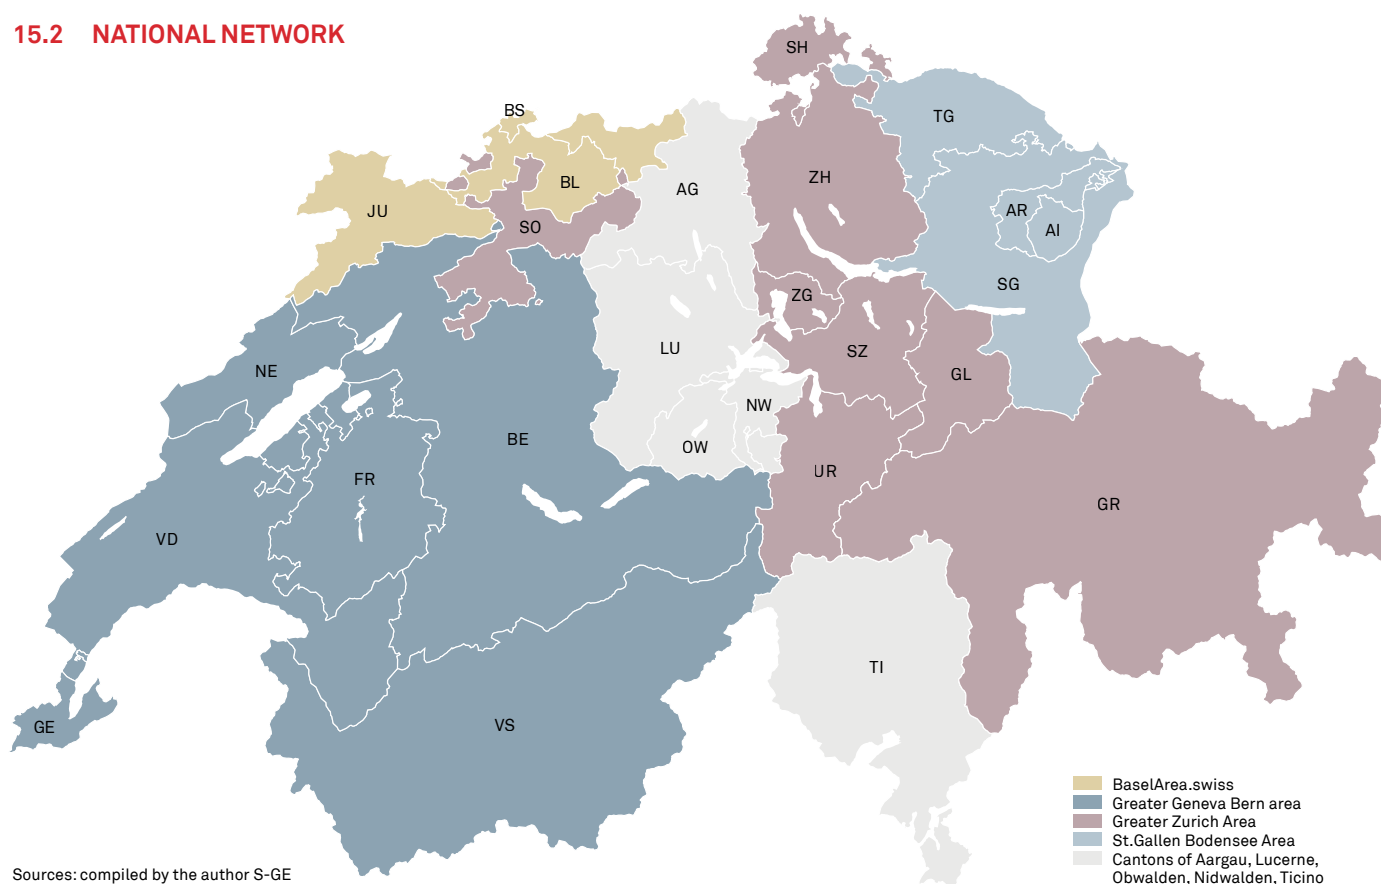 15.2 NATIONAL NETWORK
SH
BS
TG
BL
ZH
AG
JU
AR
SO
AI
SG
ZG
LU
SZ
NE
GL
NW
BE
OW
UR
FR
GR
VD
TI
VS
GE
BaselArea.swiss
Greater Geneva Bern area
Greater Zurich Area
St.Gallen Bodensee Area
Cantons of Aargau, Lucerne,
Obwalden, Nidwalden, Ticino
Sources: compiled by the author S-GE